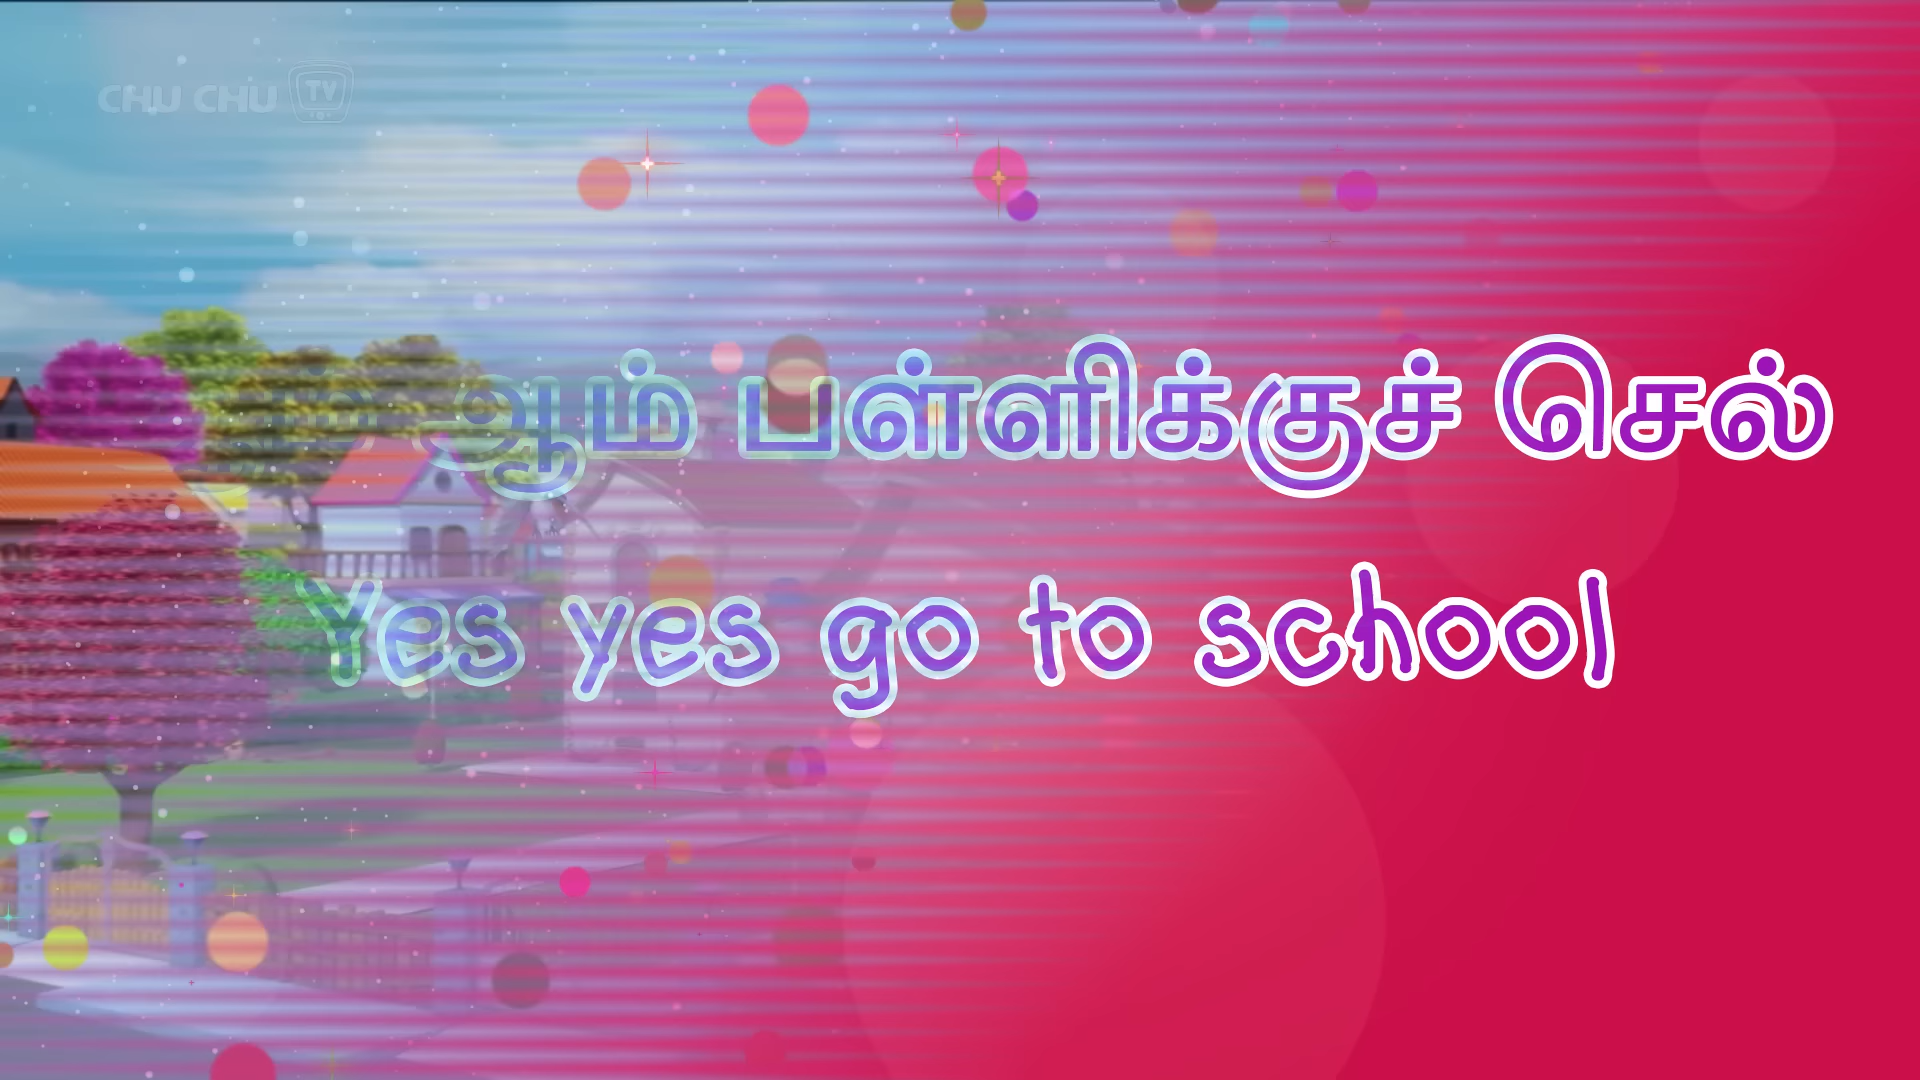 CHU CHU TV
ஆம் பள்ளிக்குச் செல்
Yes yes go to school